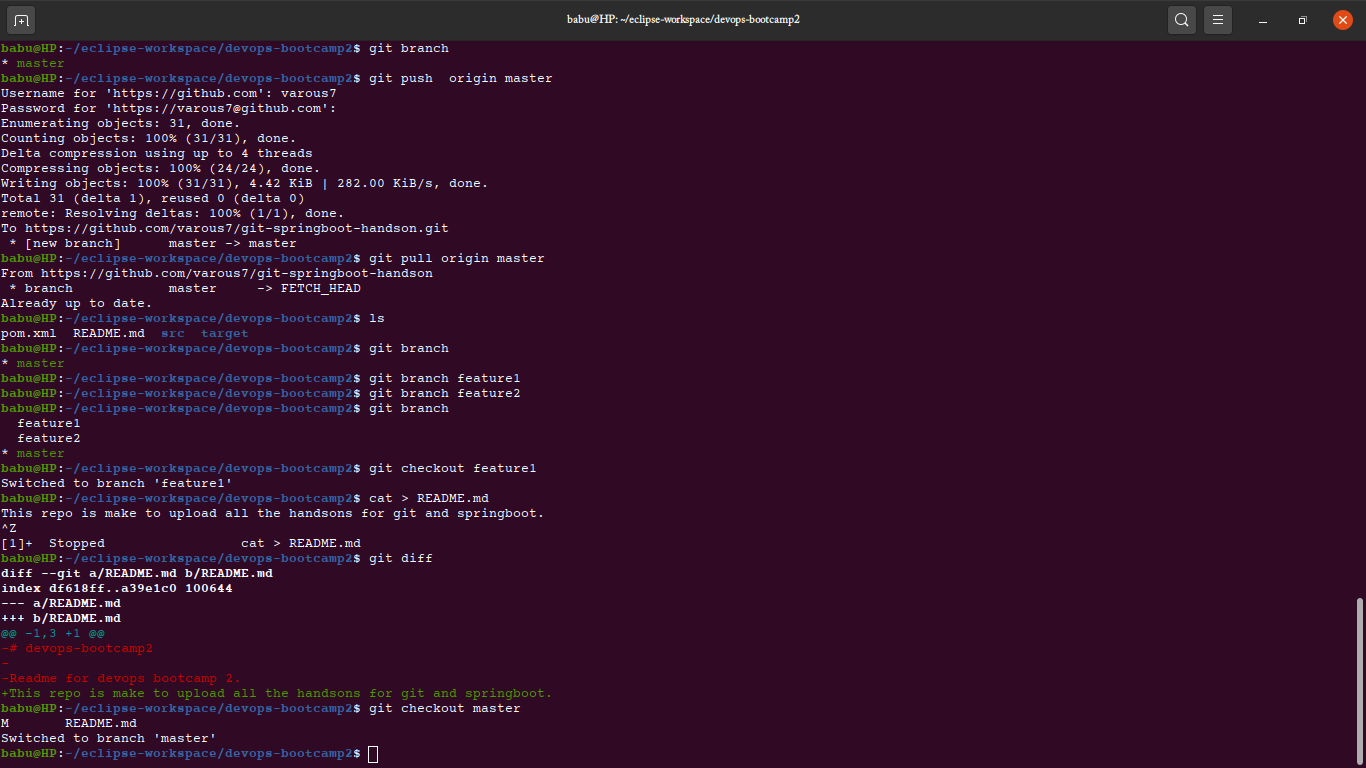 babu@HP: ~/eclipse-workspace/devops-bootcamp2
babu@HP:~/eclipse-workspace/devops-bootcamp2$ git branch
* master
babu@HP:~/eclipse-workspace/devops-bootcamp2$ git push  origin master
Username for 'https://github.com': varous7
Password for 'https://varous7@github.com':
Enumerating objects: 31, done.
Counting objects: 100% (31/31), done.
Delta compression using up to 4 threads
Compressing objects: 100% (24/24), done.
Writing objects: 100% (31/31), 4.42 KiB | 282.00 KiB/s, done.
Total 31 (delta 1), reused 0 (delta 0)
remote: Resolving deltas: 100% (1/1), done.
To https://github.com/varous7/git-springboot-handson.git
 * [new branch]      master -> master
babu@HP:~/eclipse-workspace/devops-bootcamp2$ git pull origin master
From https://github.com/varous7/git-springboot-handson
 * branch            master     -> FETCH_HEAD
Already up to date.
babu@HP:~/eclipse-workspace/devops-bootcamp2$ ls
pom.xml  README.md  src  target
babu@HP:~/eclipse-workspace/devops-bootcamp2$ git branch
* master
babu@HP:~/eclipse-workspace/devops-bootcamp2$ git branch feature1
babu@HP:~/eclipse-workspace/devops-bootcamp2$ git branch feature2
babu@HP:~/eclipse-workspace/devops-bootcamp2$ git branch
  feature1
  feature2
* master
babu@HP:~/eclipse-workspace/devops-bootcamp2$ git checkout feature1
Switched to branch 'feature1'
babu@HP:~/eclipse-workspace/devops-bootcamp2$ cat > README.md
This repo is make to upload all the handsons for git and springboot.
^Z
[1]+  Stopped                 cat > README.md
babu@HP:~/eclipse-workspace/devops-bootcamp2$ git diff
diff --git a/README.md b/README.md
index df618ff..a39e1c0 100644
--- a/README.md
+++ b/README.md
@@ -1,3 +1 @@
-# devops-bootcamp2
-
-Readme for devops bootcamp 2.
+This repo is make to upload all the handsons for git and springboot.
babu@HP:~/eclipse-workspace/devops-bootcamp2$ git checkout master
M       README.md
Switched to branch 'master'
babu@HP:~/eclipse-workspace/devops-bootcamp2$